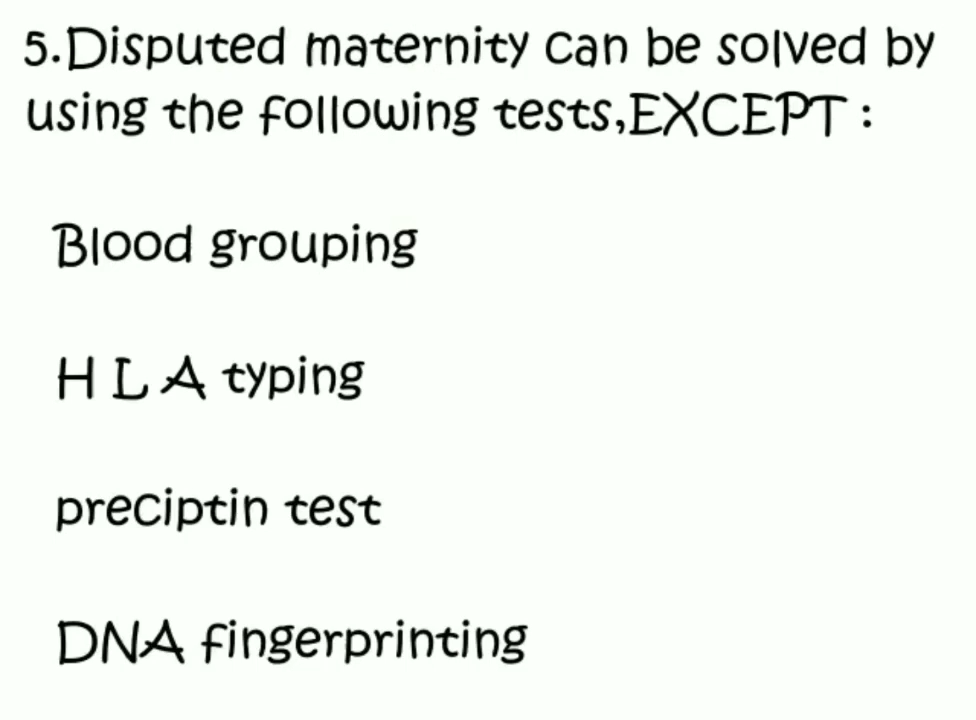 5.Disputed maternity can be solved by
using the following tests,EXCEPT :
Blood grouping
H L A typing
preciptin test
DNA fingerprinting